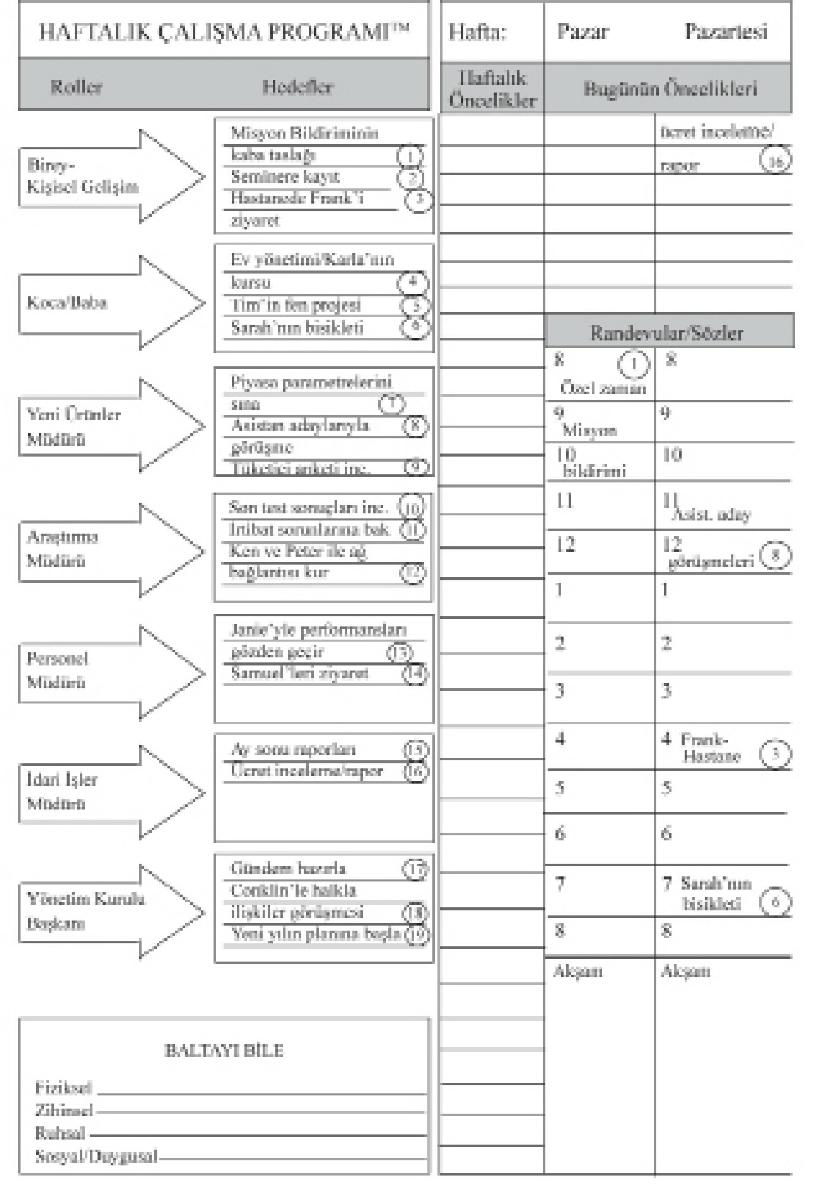 HAFTALIK ÇALIŞMA PROGRAMI™
Roller
Hedefler
Birey-
Kişisel Gelişim
Misyon Bildiriminin
kaba taslağı 1
Seminere kayıt 2
Hastanede Frank'i 3
ziyaret
Koca/Baba
Ev yönetimi/Karla'nın
kursu 4
Tim'in fen projesi 5
Sarah'nın bisikleti 6
Yeni Ürünler
Müdürü
Piyasa parametrelerini
sına 7
Asistan adaylarıyla 8
görüşme
Tüketici anketi inc. 9
Araştırma
Müdürü
Son test sonuçları inc. 10
İrtibat sorunlarına bak 11
Ken ve Peter ile ağ
bağlantısı kur 12
Personel
Müdürü
Janie'yle performansları
gözden geçir 13
Samuel'leri ziyaret 14
İdari İşler
Müdürü
Ay sonu raporları 15
Ücret inceleme/rapor 16
Yönetim Kurulu
Başkanı
Gündem hazırla 17
Conklin'le halkla
ilişkiler görüşmesi 18
Yeni yılın planına başla 19
BALTAYI BİLE
Fiziksel
Zihinsel
Ruhsal
Sosyal/Duygusal
Hafta:
Haftalık
Öncelikler
Pazar
Pazartesi
Bugünün Öncelikleri
ücret inceleme/
rapor 16
Randevular/Sözler
8 1
Özel zaman
9
Misyon
10
bildirimi
11
12
1
2
3
4
5
6
7
8
Akşam
8
9
10
11
Asist. aday
12
görüşmeleri 8
1
2
3
4 Frank-
Hastane 3
5
6
7 Sarah'nın
bisikleti 6
8
Akşam